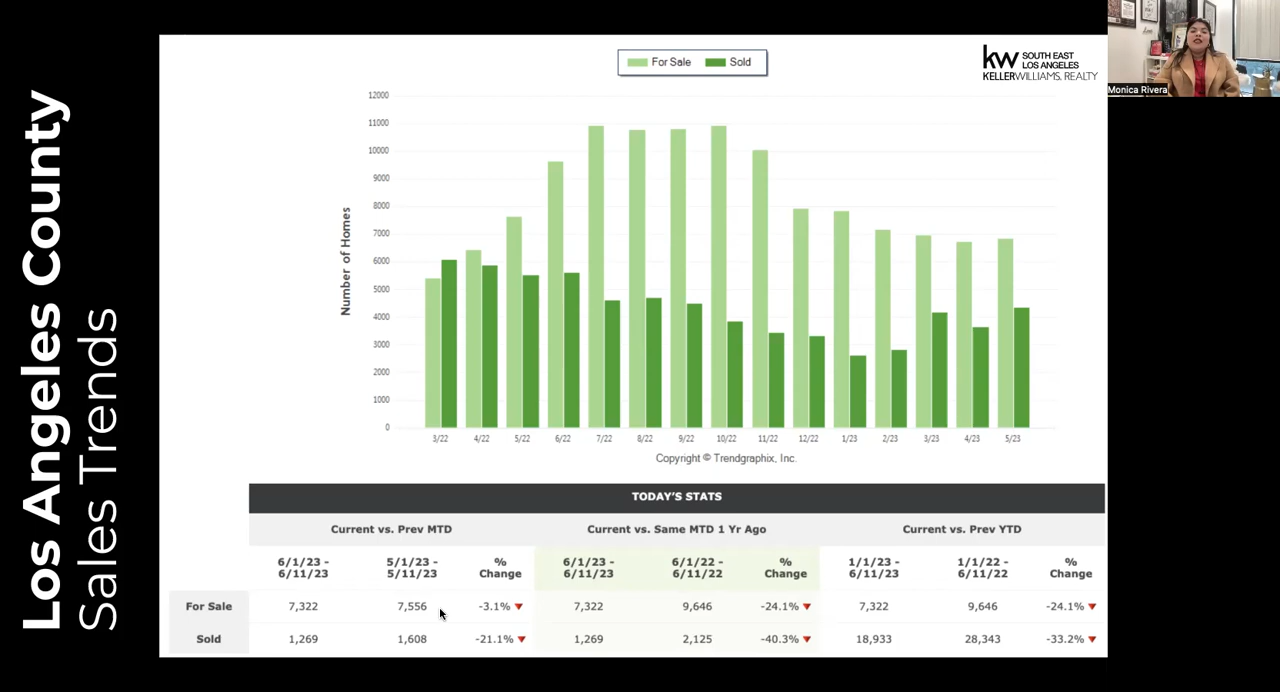 Los Angeles County
Sales Trends
For Sale
Sold
kw SOUTH EAST
LOS ANGELES
KELLERWILLIAMS. REALTY
Monica Rivera
Number of Homes
12000
11000
10000
9000
8000
7000
6000
5000
4000
3000
2000
1000
0
3/22 4/22 5/22 6/22 7/22 8/22 9/22 10/22 11/22 12/22 1/23 2/23 3/23 4/23 5/23
Copyright © Trendgraphix, Inc.
TODAY'S STATS
Current vs. Prev MTD Current vs. Same MTD 1 Yr Ago Current vs. Prev YTD
6/1/23 - 5/1/23 - % 6/1/23 - 6/1/22 - % 1/1/23 - 1/1/22 - %
6/11/23 5/11/23 Change 6/11/23 6/11/22 Change 6/11/23 6/11/22 Change
For Sale 7,322 7,556 -3.1% 7,322 9,646 -24.1% 7,322 9,646 -24.1%
Sold 1,269 1,608 -21.1% 1,269 2,125 -40.3% 18,933 28,343 -33.2%